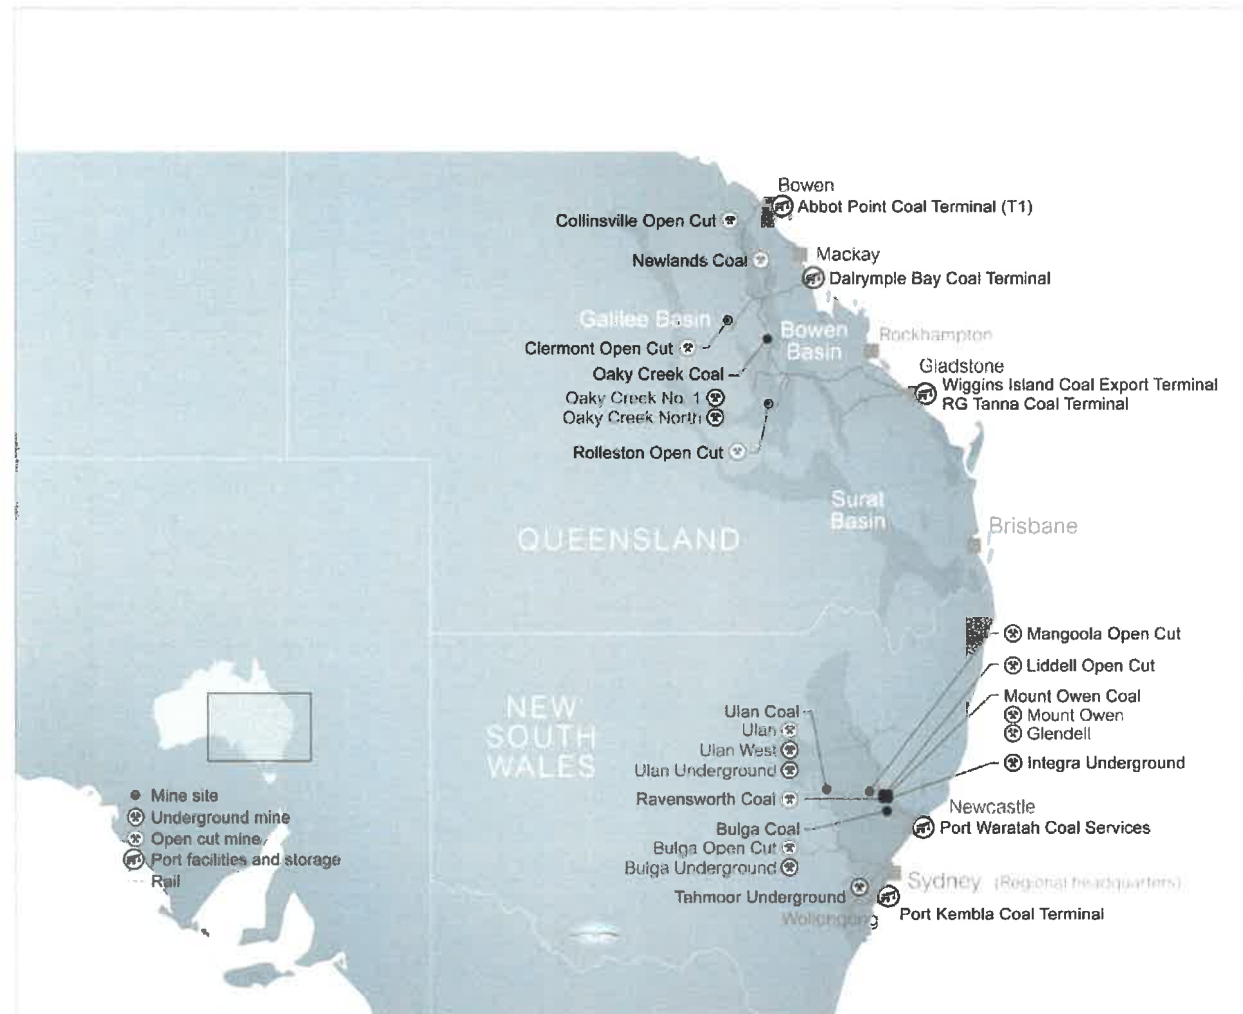 Bowen
Abbot Point Coal Terminal (T1)
Collinsville Open Cut
Newlands Coal
Mackay
Dalrymple Bay Coal Terminal
Galilee Basin
Bowen
Basin
Rockhampton
Clermont Open Cut
Oaky Creek Coal
Oaky Creek No. 1
Oaky Creek North
Gladstone
Wiggins Island Coal Export Terminal
RG Tanna Coal Terminal
Rolleston Open Cut
Surat
Basin
QUEENSLAND
Brisbane
Mangoola Open Cut
Liddell Open Cut
Mount Owen Coal
Mount Owen
Glendell
Integra Underground
NEW
SOUTH
WALES
Ulan Coal
Ulan
Ulan West
Ulan Underground
Ravensworth Coal
Bulga Coal
Bulga Open Cut
Bulga Underground
Tahmoor Underground
Newcastle
Port Waratah Coal Services
Sydney (Regional headquarters)
Wollongong
Port Kembla Coal Terminal
Mine site
Underground mine
Open cut mine
Port facilities and storage
Rail